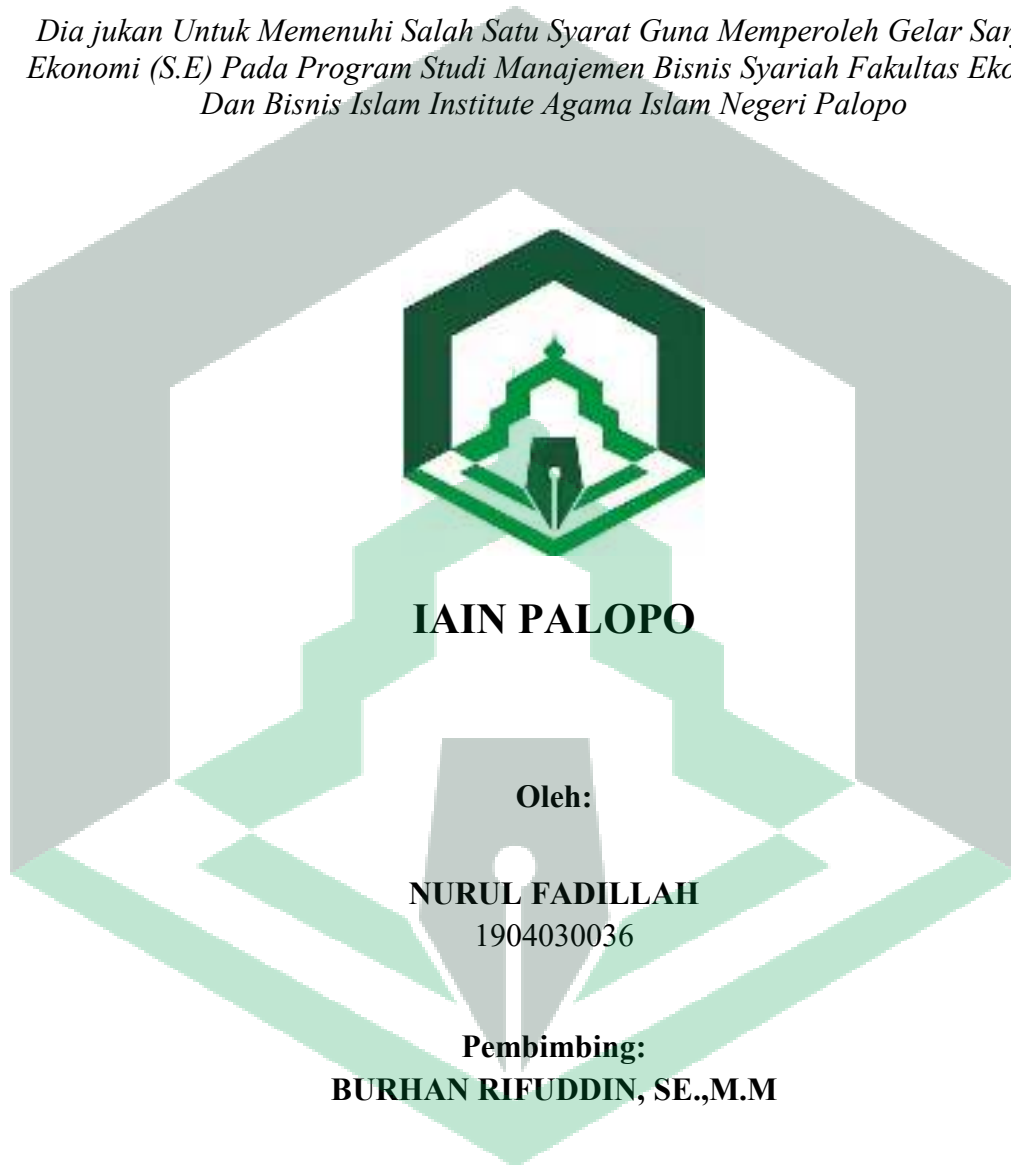 Dia jukan Untuk Memenuhi Salah Satu Syarat Guna Memperoleh Gelar
Ekonomi (S.E) Pada Program Studi Manajemen Bisnis Syariah Fakultas
Dan Bisnis Islam Institute Agama Islam Negeri Palopo
IAIN PALOPO
Oleh:
NURUL FADILLAH
1904030036
Pembimbing:
BURHAN RIFUDDIN, SE.,M.M